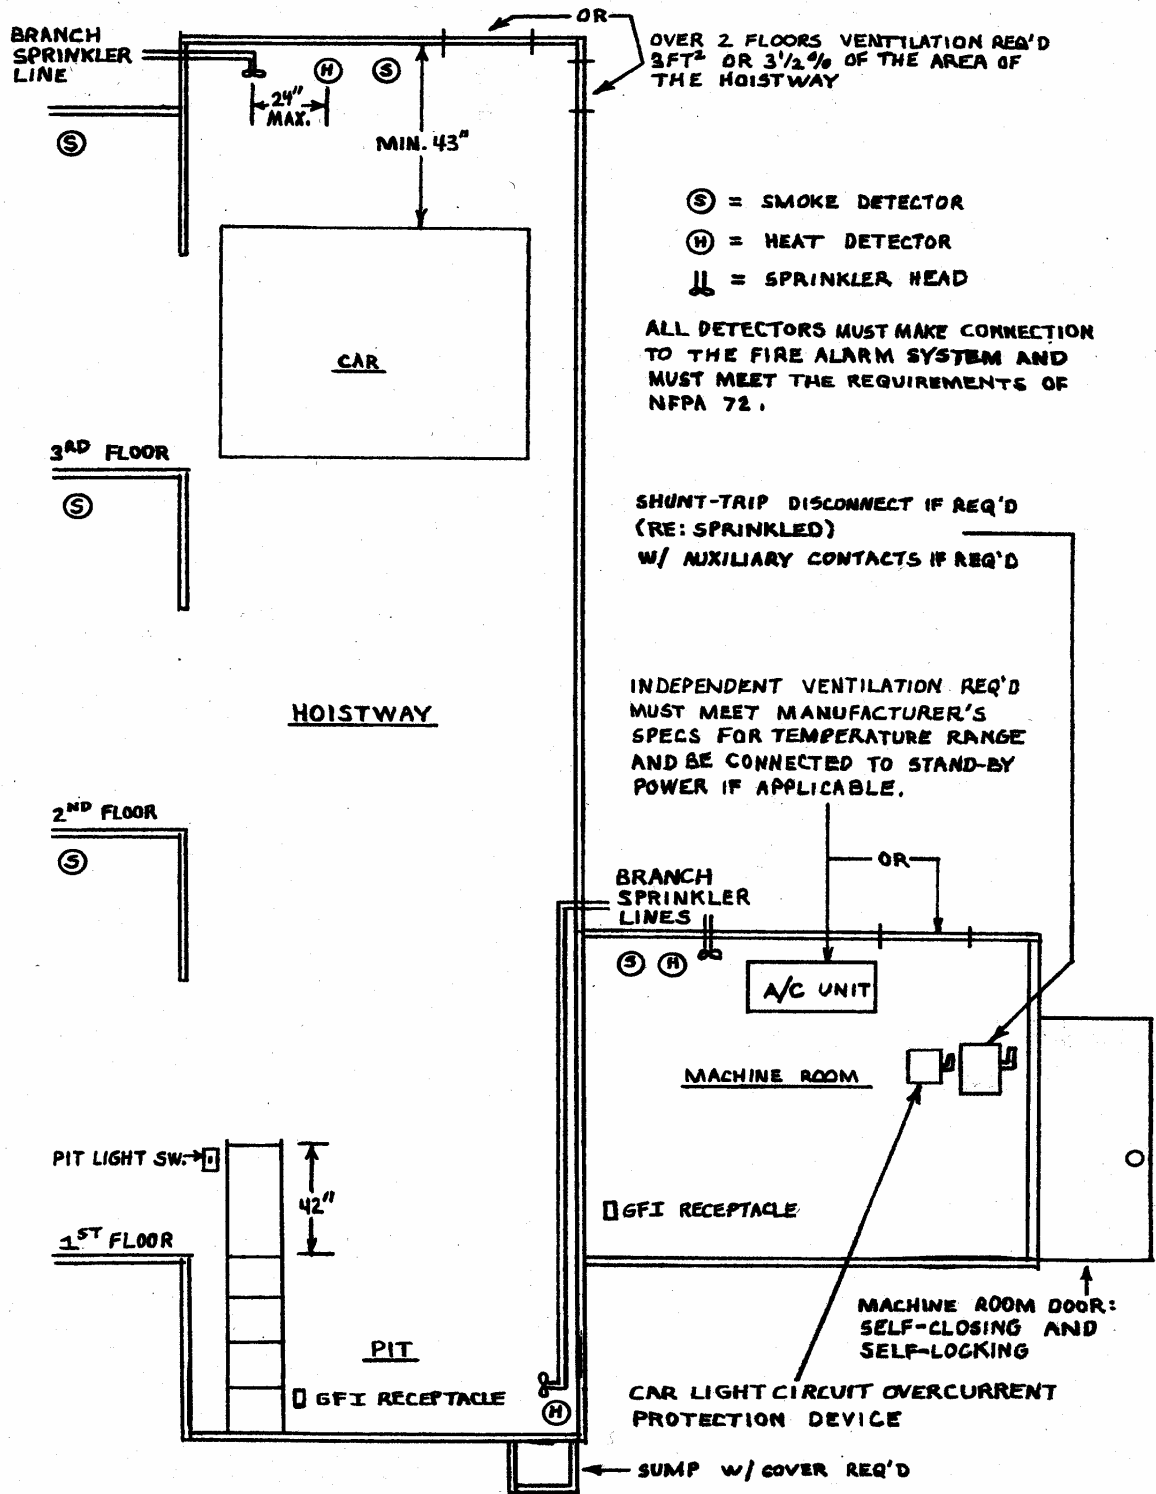 BRANCH
SPRINKLER
LINE
OR
OVER 2 FLOORS VENTILATION REQ'D
3FT² OR 3½% OF THE AREA OF
THE HOISTWAY
H
S
24"
MAX.
S
MIN. 43"
S = SMOKE DETECTOR
H = HEAT DETECTOR
= SPRINKLER HEAD
ALL DETECTORS MUST MAKE CONNECTION
TO THE FIRE ALARM SYSTEM AND
MUST MEET THE REQUIREMENTS OF
NFPA 72.
CAR
3RD FLOOR
S
SHUNT-TRIP DISCONNECT IF REQ'D
(RE: SPRINKLED)
W/ AUXILIARY CONTACTS IF REQ'D
INDEPENDENT VENTILATION REQ'D
MUST MEET MANUFACTURER'S
SPECS FOR TEMPERATURE RANGE
AND BE CONNECTED TO STAND-BY
POWER IF APPLICABLE.
HOISTWAY
2ND FLOOR
S
OR
BRANCH
SPRINKLER
LINES
S
H
A/C UNIT
MACHINE ROOM
PIT LIGHT SW.
42"
GFI RECEPTACLE
1ST FLOOR
MACHINE ROOM DOOR:
SELF-CLOSING AND
SELF-LOCKING
PIT
GFI RECEPTACLE
H
CAR LIGHT CIRCUIT OVERCURRENT
PROTECTION DEVICE
SUMP W/ COVER REQ'D